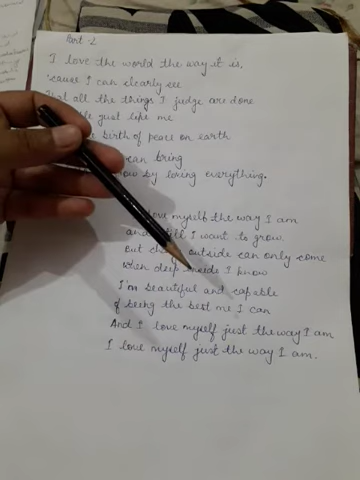 Part-2
I love the world the way it is,
'cause I can clearly see
that all the things I judge are done
just like me
birth of peace on earth
can bring
by loving everything.
love myself the way I am
and I want to grow.
But outside can only come
when deep inside I know
I'm beautiful and capable
of being the best me I can
And I love myself just the way I am
I love myself just the way I am.